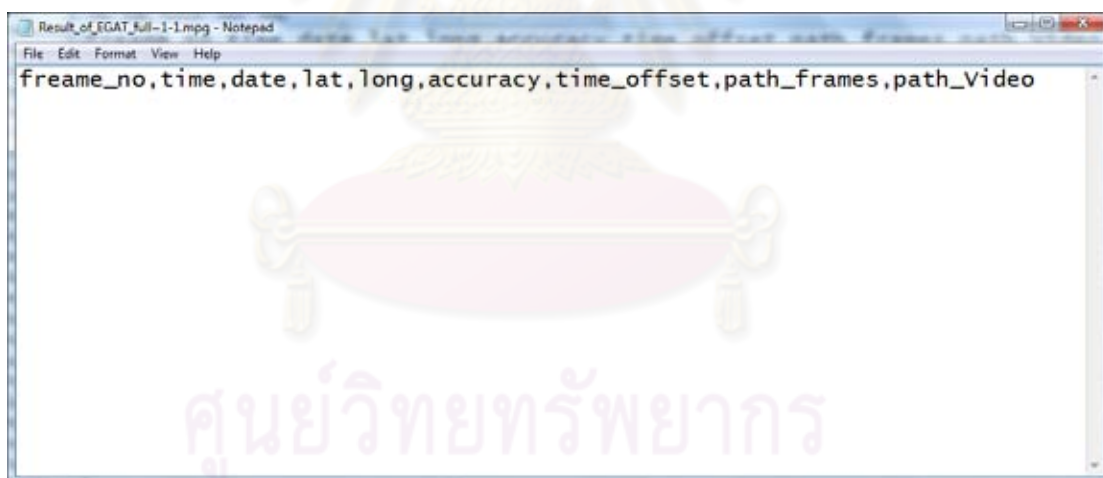 Result_of_EGAT_full-1-1.mpg - Notepad
File Edit Format View Help
freame_no,time,date,lat,long,accuracy,time_offset,path_frames,path_Video
ศูนย์วิทยทรัพยากร